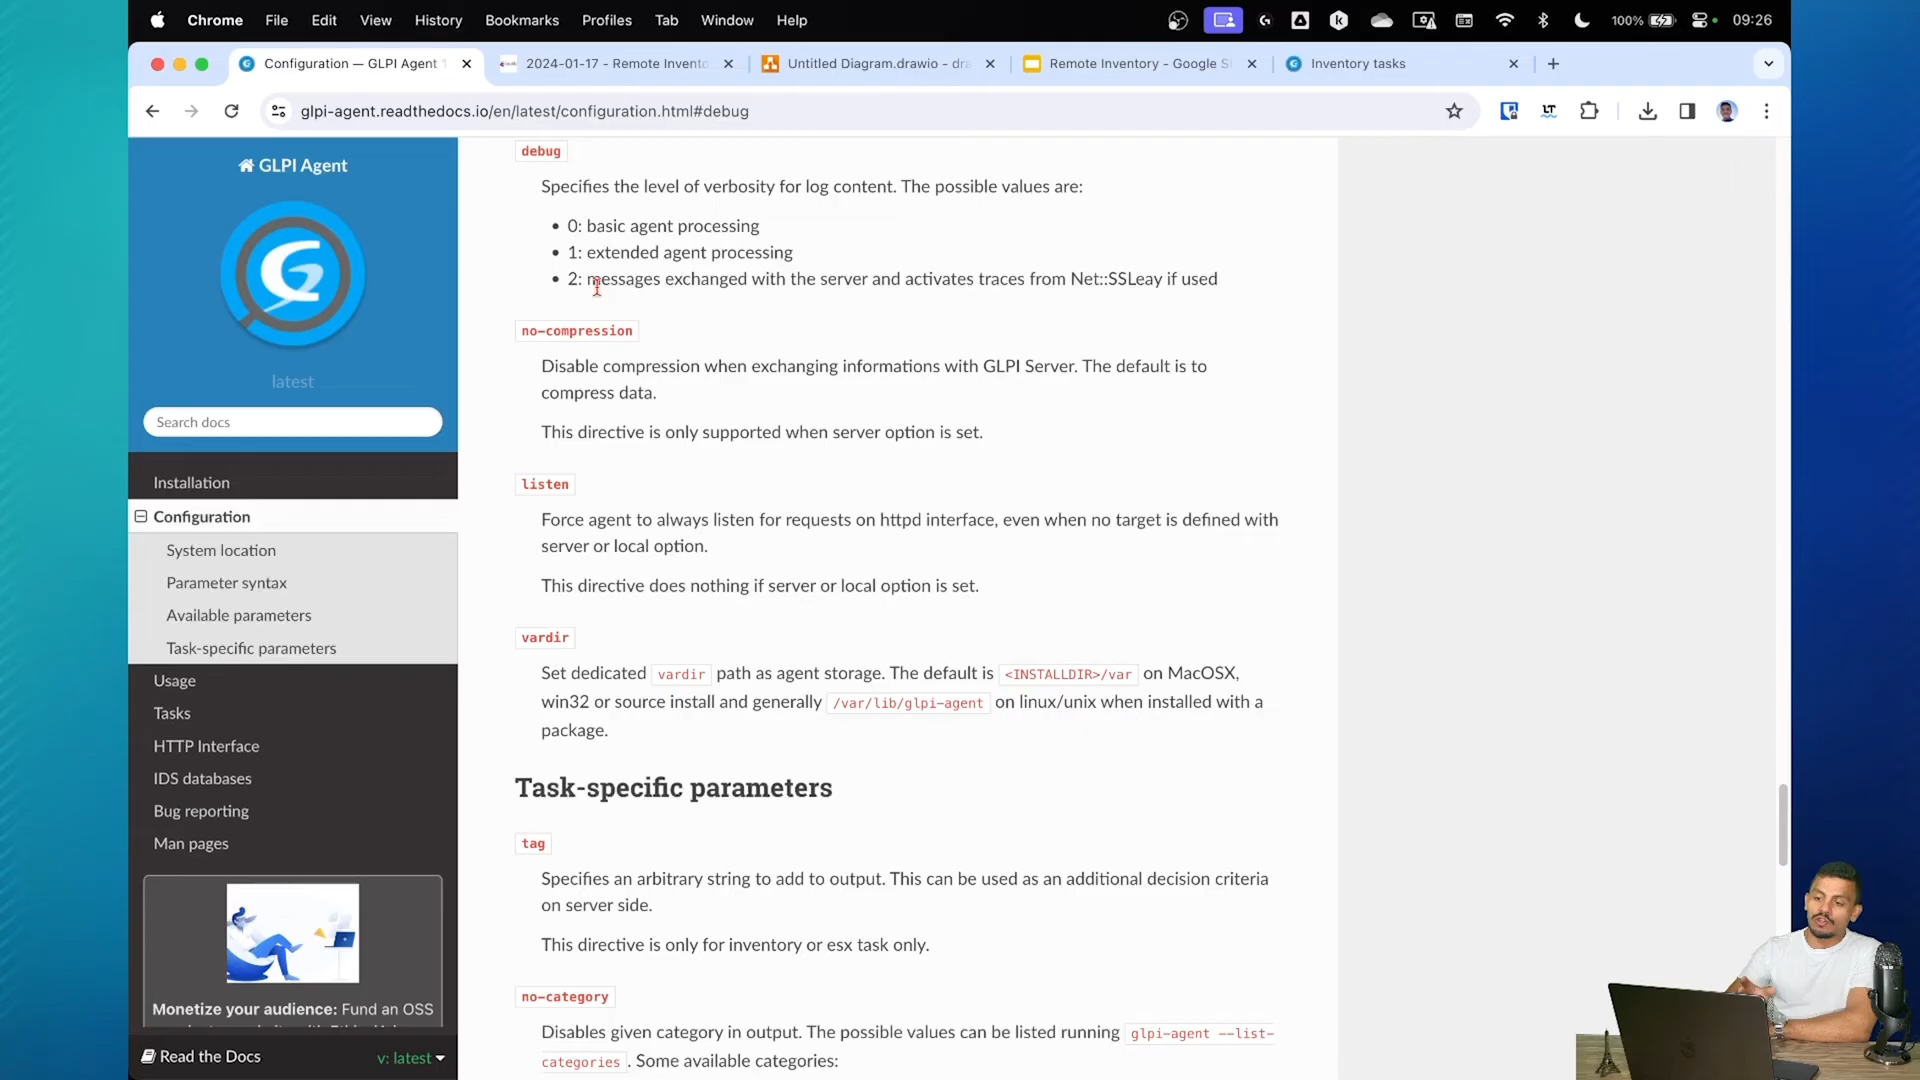 Chrome File Edit View History Bookmarks Profiles Tab Window Help 100% 09:26
Configuration — GLPI Agent 2024-01-17 - Remote Invento Untitled Diagram.drawio - dra Remote Inventory - Google S Inventory tasks
glpi-agent.readthedocs.io/en/latest/configuration.html#debug
GLPI Agent
latest
Search docs
Installation
Configuration
System location
Parameter syntax
Available parameters
Task-specific parameters
Usage
Tasks
HTTP Interface
IDS databases
Bug reporting
Man pages
Monetize your audience: Fund an OSS
Read the Docs v: latest
debug
Specifies the level of verbosity for log content. The possible values are:
• 0: basic agent processing
• 1: extended agent processing
• 2: messages exchanged with the server and activates traces from Net::SSLeay if used
no-compression
Disable compression when exchanging informations with GLPI Server. The default is to
compress data.
This directive is only supported when server option is set.
listen
Force agent to always listen for requests on httpd interface, even when no target is defined with
server or local option.
This directive does nothing if server or local option is set.
vardir
Set dedicated vardir path as agent storage. The default is <INSTALLDIR>/var on MacOSX,
win32 or source install and generally /var/lib/glpi-agent on linux/unix when installed with a
package.
Task-specific parameters
tag
Specifies an arbitrary string to add to output. This can be used as an additional decision criteria
on server side.
This directive is only for inventory or esx task only.
no-category
Disables given category in output. The possible values can be listed running glpi-agent --list-
categories . Some available categories: